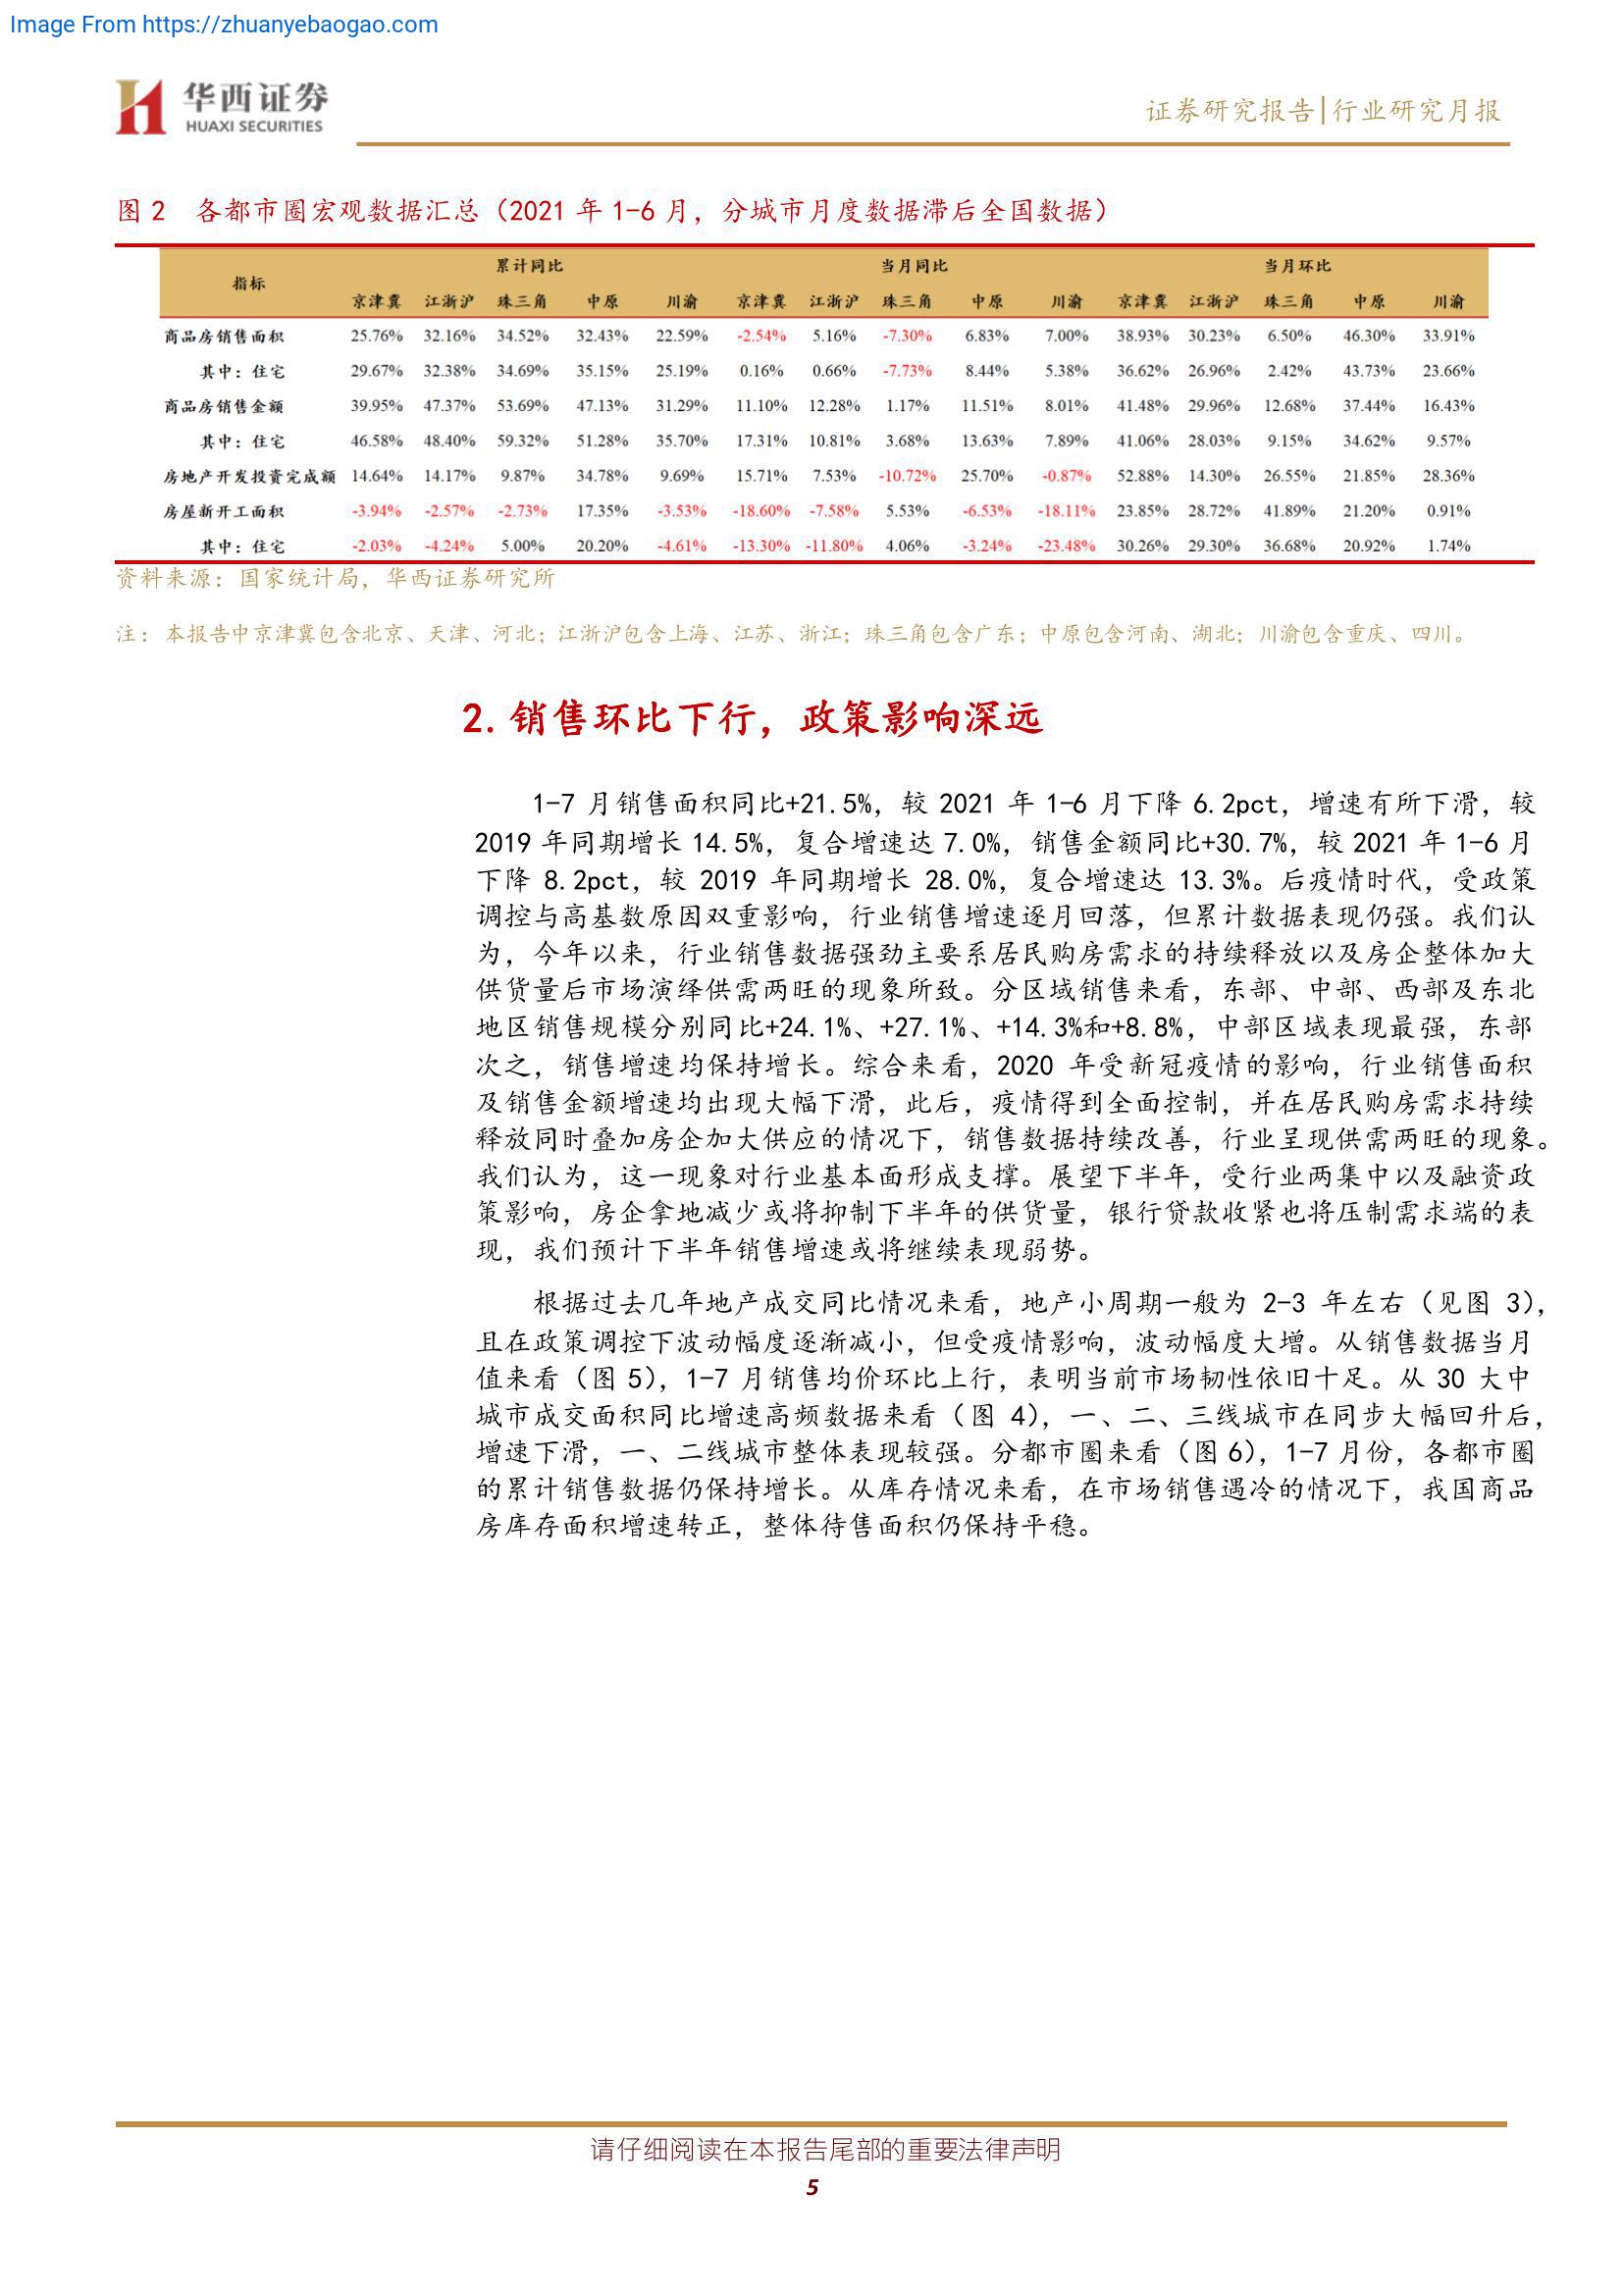 Image From https://zhuanyebaogao.com
华西证券
HUAXI SECURITIES
证券研究报告|行业研究月报
图 2 各都市圈宏观数据汇总（2021 年 1-6 月，分城市月度数据滞后全国数据）
指标 累计同比 当月同比 当月环比
京津冀 江浙沪 珠三角 中原 川渝 京津冀 江浙沪 珠三角 中原 川渝 京津冀 江浙沪 珠三角 中原 川渝
商品房销售面积 25.76% 32.16% 34.52% 32.43% 22.59% -2.54% 5.16% -7.30% 6.83% 7.00% 38.93% 30.23% 6.50% 46.30% 33.91%
其中：住宅 29.67% 32.38% 34.69% 35.15% 25.19% 0.16% 0.66% -7.73% 8.44% 5.38% 36.62% 26.96% 2.42% 43.73% 23.66%
商品房销售金额 39.95% 47.37% 53.69% 47.13% 31.29% 11.10% 12.28% 1.17% 11.51% 8.01% 41.48% 29.96% 12.68% 37.44% 16.43%
其中：住宅 46.58% 48.40% 59.32% 51.28% 35.70% 17.31% 10.81% 3.68% 13.63% 7.89% 41.06% 28.03% 9.15% 34.62% 9.57%
房地产开发投资完成额 14.64% 14.17% 9.87% 34.78% 9.69% 15.71% 7.53% -10.72% 25.70% -0.87% 52.88% 14.30% 26.55% 21.85% 28.36%
房屋新开工面积 -3.94% -2.57% -2.73% 17.35% -3.53% -18.60% -7.58% 5.53% -6.53% -18.11% 23.85% 28.72% 41.89% 21.20% 0.91%
其中：住宅 -2.03% -4.24% 5.00% 20.20% -4.61% -13.30% -11.80% 4.06% -3.24% -23.48% 30.26% 29.30% 36.68% 20.92% 1.74%
资料来源：国家统计局，华西证券研究所
注：本报告中京津冀包含北京、天津、河北；江浙沪包含上海、江苏、浙江；珠三角包含广东；中原包含河南、湖北；川渝包含重庆、四川。
2. 销售环比下行，政策影响深远
1-7 月销售面积同比+21.5%，较 2021 年 1-6 月下降 6.2pct，增速有所下滑，较
2019 年同期增长 14.5%，复合增速达 7.0%，销售金额同比+30.7%，较 2021 年 1-6 月
下降 8.2pct，较 2019 年同期增长 28.0%，复合增速达 13.3%。后疫情时代，受政策
调控与高基数原因双重影响，行业销售增速逐月回落，但累计数据表现仍强。我们认
为，今年以来，行业销售数据强劲主要系居民购房需求的持续释放以及房企整体加大
供货量后市场演绎供需两旺的现象所致。分区域销售来看，东部、中部、西部及东北
地区销售规模分别同比+24.1%、+27.1%、+14.3%和+8.8%，中部区域表现最强，东部
次之，销售增速均保持增长。综合来看，2020 年受新冠疫情的影响，行业销售面积
及销售金额增速均出现大幅下滑，此后，疫情得到全面控制，并在居民购房需求持续
释放同时叠加房企加大供应的情况下，销售数据持续改善，行业呈现供需两旺的现象。
我们认为，这一现象对行业基本面形成支撑。展望下半年，受行业两集中以及融资政
策影响，房企拿地减少或将抑制下半年的供货量，银行贷款收紧也将压制需求端的表
现，我们预计下半年销售增速或将继续表现弱势。
根据过去几年地产成交同比情况来看，地产小周期一般为 2-3 年左右（见图 3），
且在政策调控下波动幅度逐渐减小，但受疫情影响，波动幅度大增。从销售数据当月
值来看（图 5），1-7 月销售均价环比上行，表明当前市场韧性依旧十足。从 30 大中
城市成交面积同比增速高频数据来看（图 4），一、二、三线城市在同步大幅回升后，
增速下滑，一、二线城市整体表现较强。分都市圈来看（图 6），1-7 月份，各都市圈
的累计销售数据仍保持增长。从库存情况来看，在市场销售遇冷的情况下，我国商品
房库存面积增速转正，整体待售面积仍保持平稳。
请仔细阅读在本报告尾部的重要法律声明
5